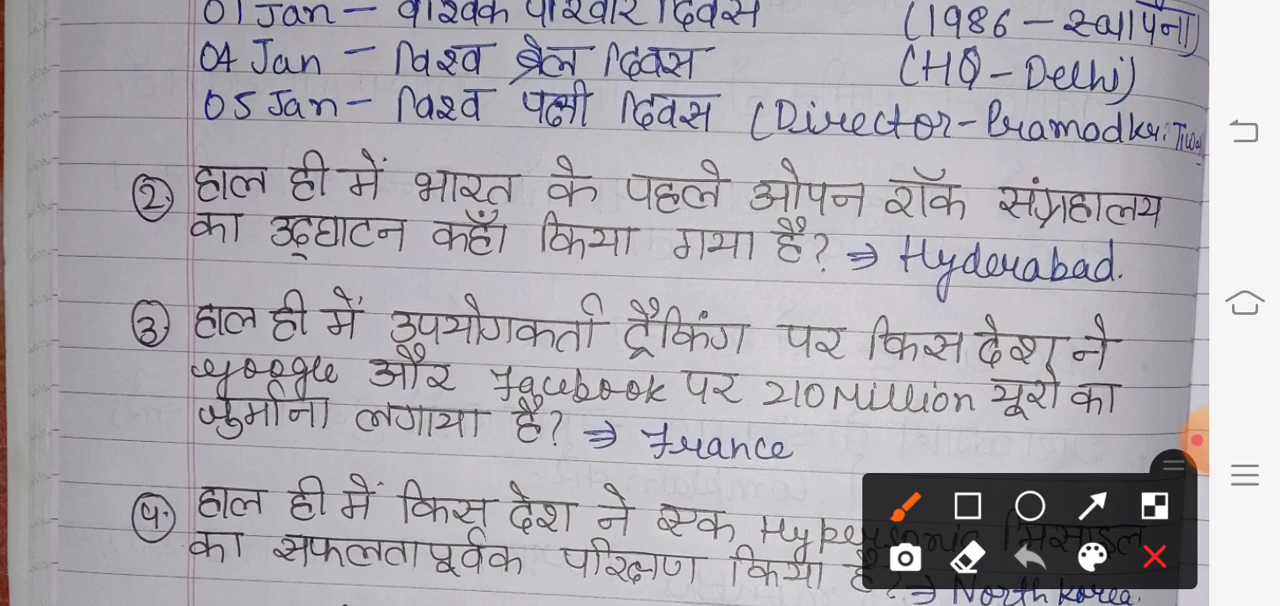 01 Jan – वैश्विक परिवार दिवस (1986 – स्थापना)
04 Jan – विश्व ब्रेल दिवस (HQ – Delhi)
05 Jan – विश्व पक्षी दिवस (Director – Pramod Kr.
② हाल ही में भारत के पहले ओपन रॉक संग्रहालय
का उद्घाटन कहाँ किया गया है? ⇒ Hyderabad.
③ हाल ही में उपयोगकर्ता ट्रैकिंग पर किस देश ने
google और Facebook पर 210 Million यूरो का
जुर्माना लगाया है? ⇒ France
④ हाल ही में किस देश ने एक Hypersonic मिसाइल
का सफलतापूर्वक परिक्षण किया है? ⇒ North korea.